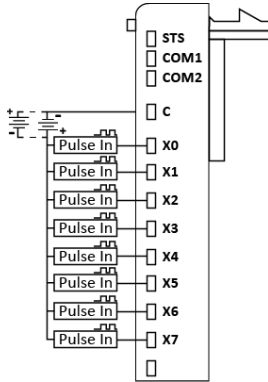 STS
COM1
COM2
+ - C
- +
Pulse In X0
Pulse In X1
Pulse In X2
Pulse In X3
Pulse In X4
Pulse In X5
Pulse In X6
Pulse In X7